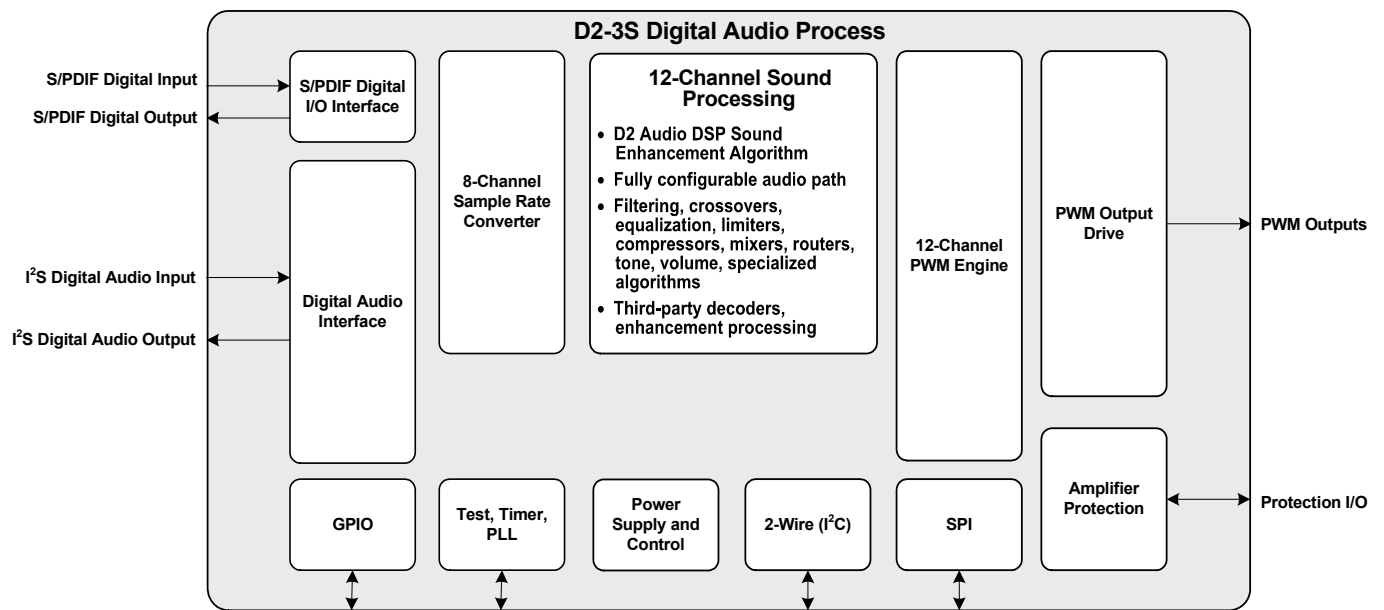 D2-3S Digital Audio Process
S/PDIF Digital Input
S/PDIF Digital Output
S/PDIF Digital
I/O Interface
I²S Digital Audio Input
I²S Digital Audio Output
Digital Audio
Interface
8-Channel
Sample Rate
Converter
12-Channel Sound
Processing
• D2 Audio DSP Sound
Enhancement Algorithm
• Fully configurable audio path
• Filtering, crossovers,
equalization, limiters,
compressors, mixers, routers,
tone, volume, specialized
algorithms
• Third-party decoders,
enhancement processing
12-Channel
PWM Engine
PWM Output
Drive
PWM Outputs
Amplifier
Protection
Protection I/O
GPIO
Test, Timer,
PLL
Power
Supply and
Control
2-Wire (I²C)
SPI